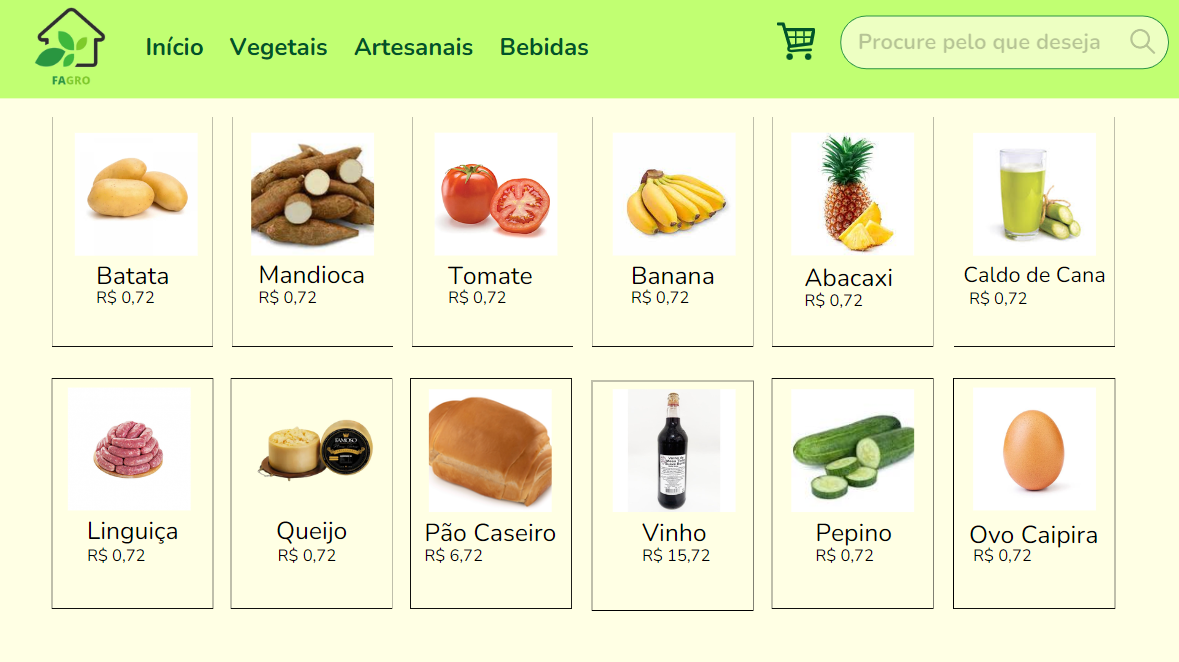 FAGRO
Início Vegetais Artesanais Bebidas
Procure pelo que deseja
Batata
R$ 0,72
Mandioca
R$ 0,72
Tomate
R$ 0,72
Banana
R$ 0,72
Abacaxi
R$ 0,72
Caldo de Cana
R$ 0,72
Linguiça
R$ 0,72
FAMOSO
Queijo
R$ 0,72
Pão Caseiro
R$ 6,72
Vinho
R$ 15,72
Pepino
R$ 0,72
Ovo Caipira
R$ 0,72